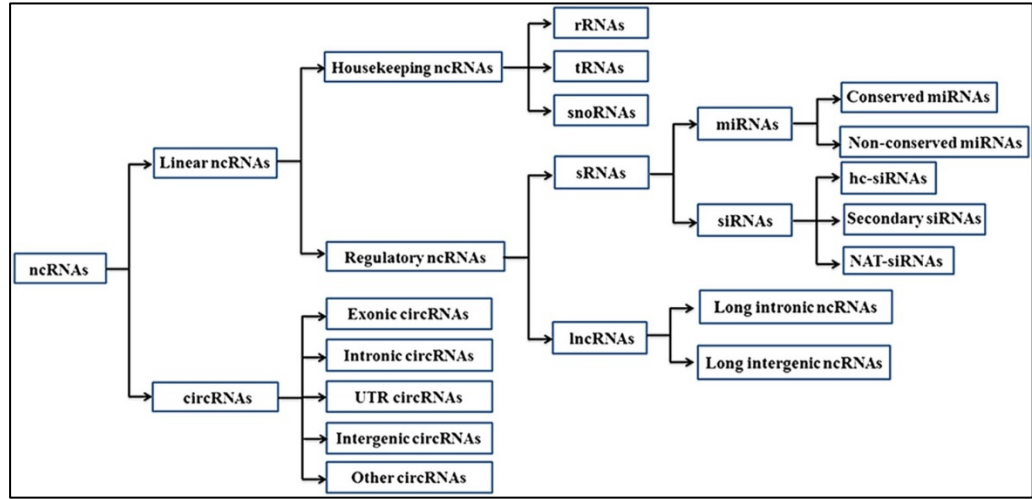 ncRNAs
Linear ncRNAs
Housekeeping ncRNAs
rRNAs
tRNAs
snoRNAs
Regulatory ncRNAs
sRNAs
miRNAs
Conserved miRNAs
Non-conserved miRNAs
siRNAs
hc-siRNAs
Secondary siRNAs
NAT-siRNAs
lncRNAs
Long intronic ncRNAs
Long intergenic ncRNAs
circRNAs
Exonic circRNAs
Intronic circRNAs
UTR circRNAs
Intergenic circRNAs
Other circRNAs